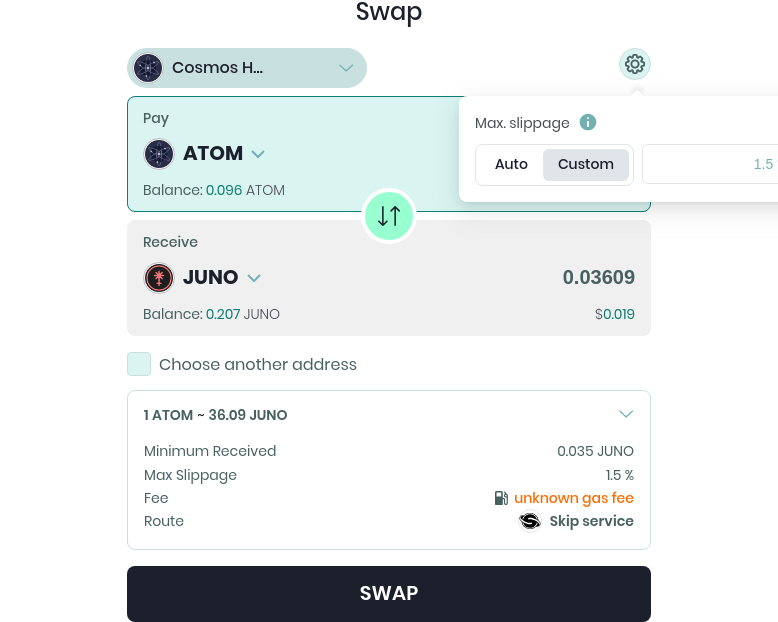 Swap
Cosmos H...
Pay
Max. slippage
ATOM
Auto Custom 1.5
Balance: 0.096 ATOM
Receive
JUNO 0.03609
Balance: 0.207 JUNO $0.019
Choose another address
1 ATOM ~ 36.09 JUNO
Minimum Received 0.035 JUNO
Max Slippage 1.5 %
Fee unknown gas fee
Route Skip service
SWAP